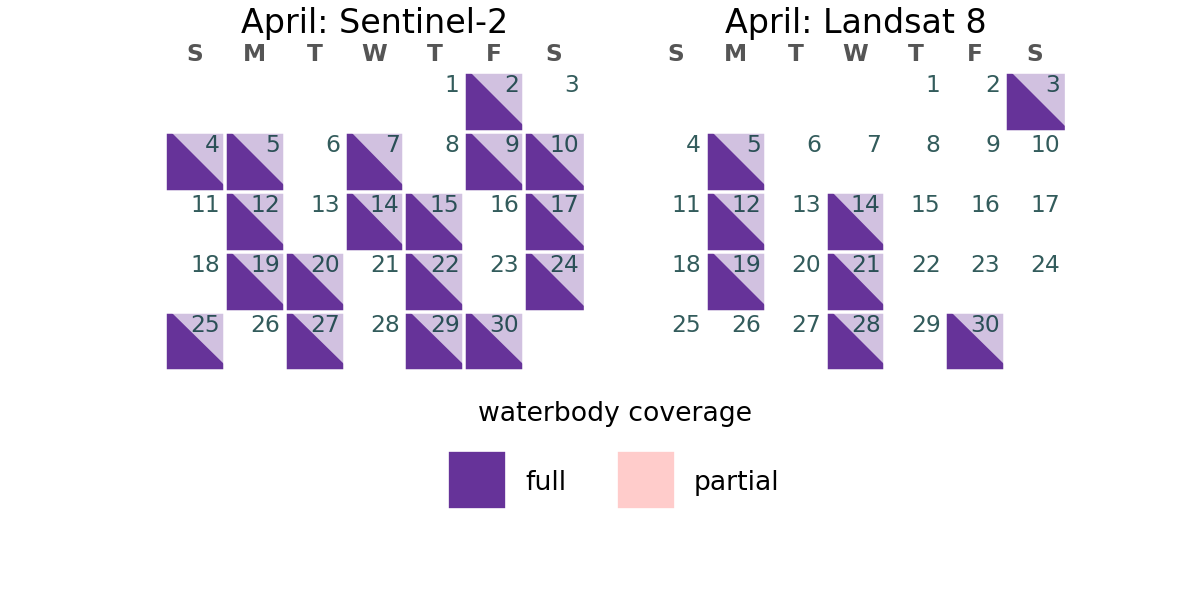 April: Sentinel-2
S M T W T F S
1 2 3
4 5 6 7 8 9 10
11 12 13 14 15 16 17
18 19 20 21 22 23 24
25 26 27 28 29 30
April: Landsat 8
S M T W T F S
1 2 3
4 5 6 7 8 9 10
11 12 13 14 15 16 17
18 19 20 21 22 23 24
25 26 27 28 29 30
waterbody coverage
full partial